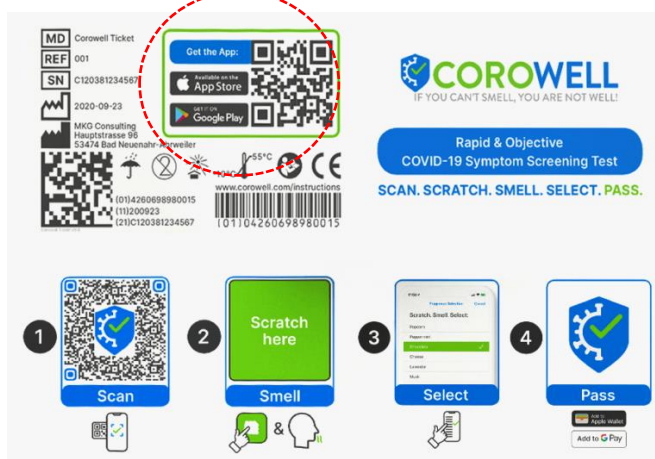 MD Corowell Ticket
REF 001
SN C120381234567
2020-09-23
MKG Consulting
Hauptstrasse 96
53474 Bad Neuenahr-Ahrweiler
Get the App:
Available on the
App Store
GET IT ON
Google Play
55°C
2
CE
(01)04260698980015
(11)200923
(21)C120381234567
www.corowell.com/instructions
(01)04260698980015
COROWELL
IF YOU CAN'T SMELL, YOU ARE NOT WELL!
Rapid & Objective
COVID-19 Symptom Screening Test
SCAN. SCRATCH. SMELL. SELECT. PASS.
1
Scan
2
Scratch
here
Smell
&
3
Scratch. Smell. Select.
Select
4
Pass
Add to
Apple Wallet
Add to G Pay